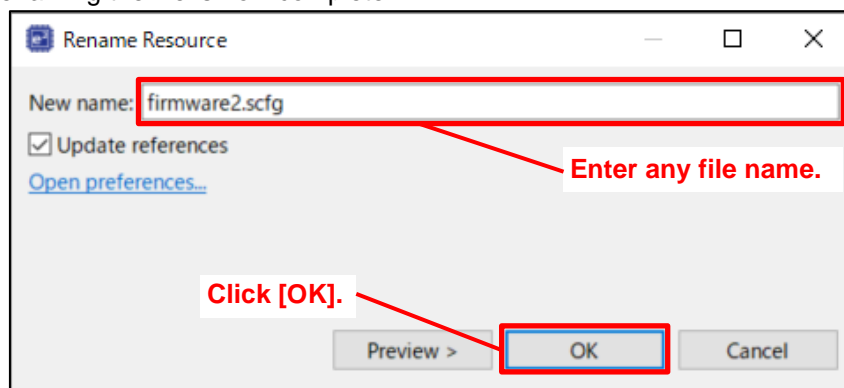 Rename Resource
New name: firmware2.scfg
Update references
Enter any file name.
Open preferences...
Click [OK].
Preview > OK Cancel